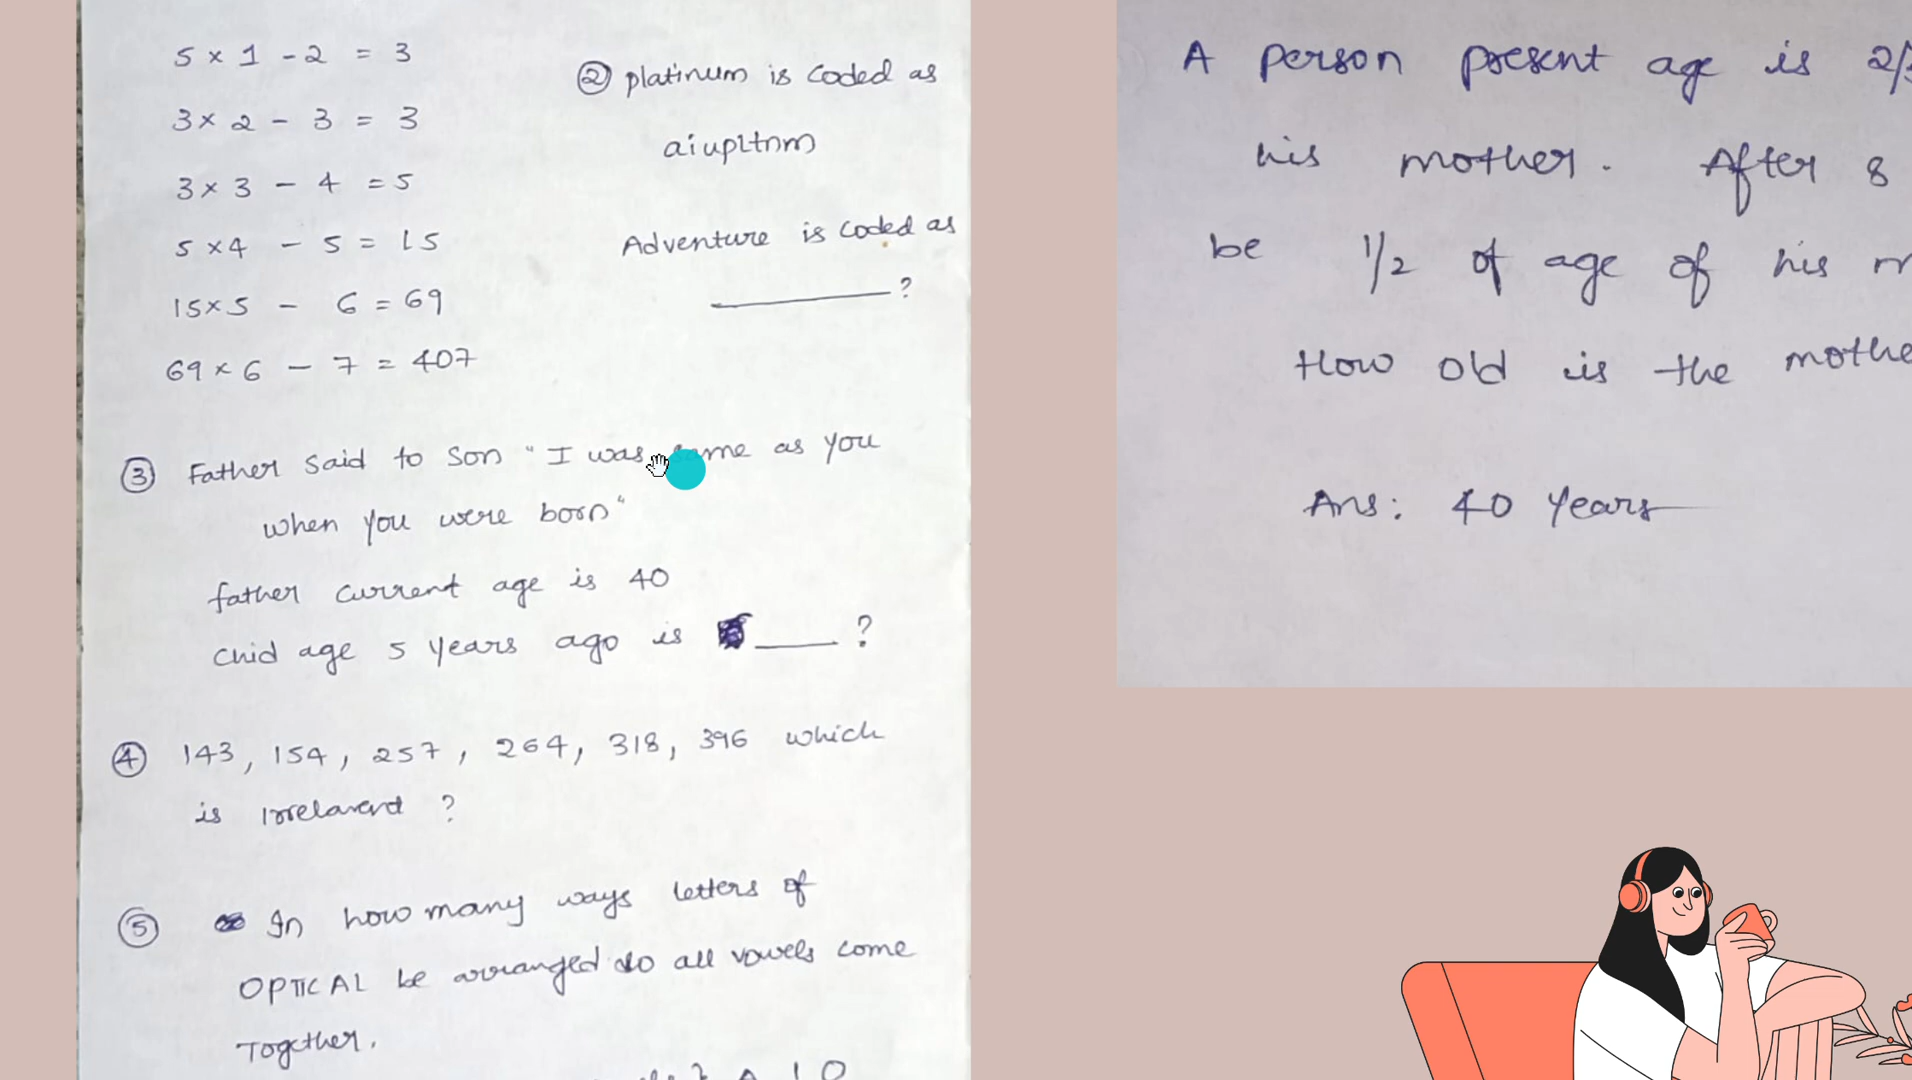 5 × 1 - 2 = 3
3 × 2 - 3 = 3
3 × 3 - 4 = 5
5 × 4 - 5 = 15
15 × 5 - 6 = 69
69 × 6 - 7 = 407
② platinum is coded as
aiupltnm
Adventure is coded as
?
③ Father said to son "I was same as you
when you were born"
father current age is 40
chid age 5 years ago is ?
④ 143, 154, 257, 264, 318, 396 which
is irrelavent ?
⑤ In how many ways letters of
OPTICAL be arranged so all vowels come
Together.
A person present age is 2/
his mother. After 8
be 1/2 of age of his
How old is the mothe
Ans: 40 years